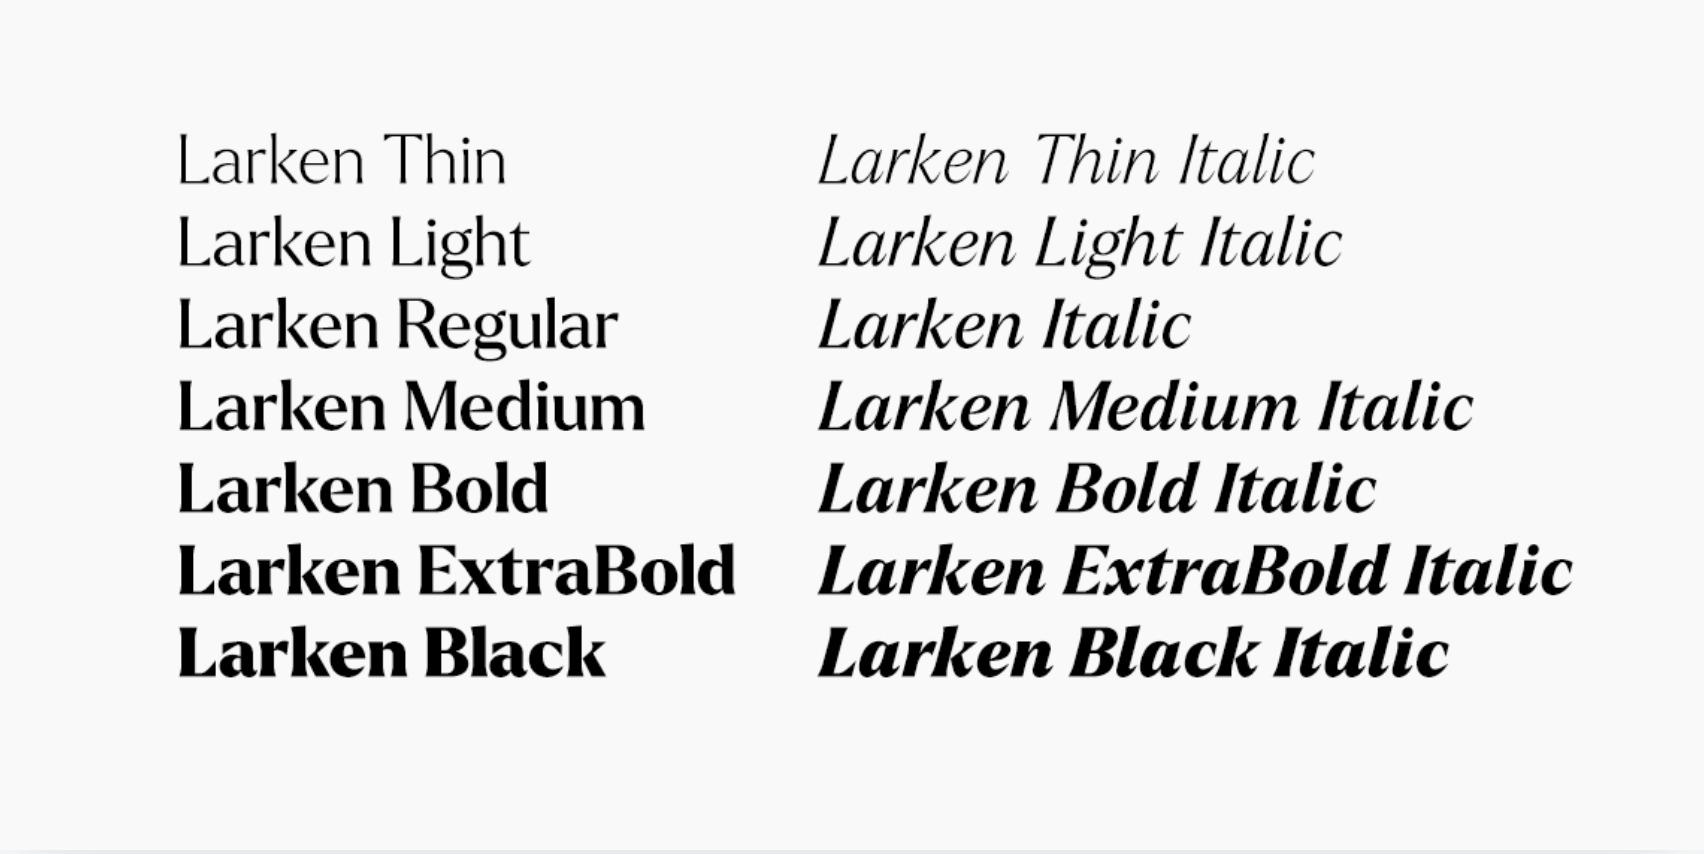 Larken Thin
Larken Light
Larken Regular
Larken Medium
Larken Bold
Larken ExtraBold
Larken Black
Larken Thin Italic
Larken Light Italic
Larken Italic
Larken Medium Italic
Larken Bold Italic
Larken ExtraBold Italic
Larken Black Italic